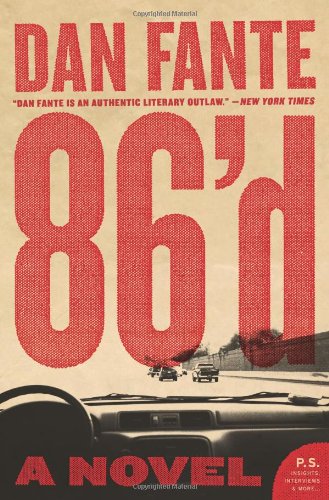 DAN FANTE
"DAN FANTE IS AN AUTHENTIC LITERARY OUTLAW." —NEW YORK TIMES
86'd
A NOVEL
P.S.
INSIGHTS,
INTERVIEWS
& MORE...